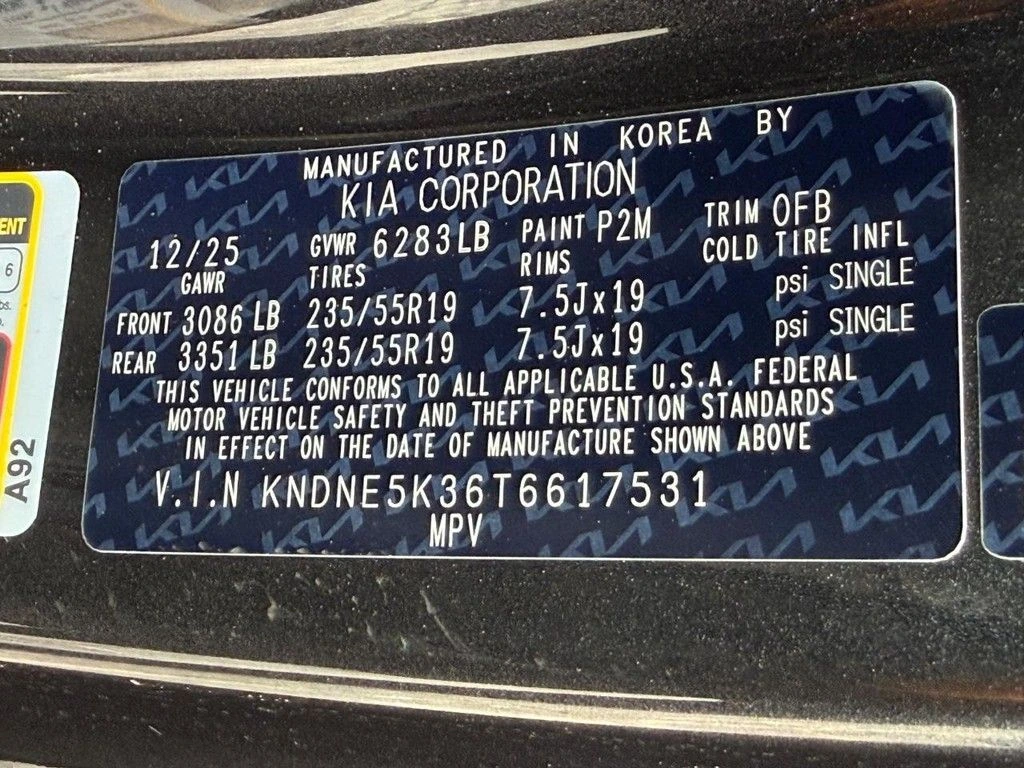 MANUFACTURED IN KOREA BY
KIA CORPORATION
12/25 GVWR 6283LB PAINT P2M TRIM OFB
GAWR TIRES RIMS COLD TIRE INFL
FRONT 3086 LB 235/55R19 7.5Jx19 psi SINGLE
REAR 3351 LB 235/55R19 7.5Jx19 psi SINGLE
THIS VEHICLE CONFORMS TO ALL APPLICABLE U.S.A. FEDERAL
MOTOR VEHICLE SAFETY AND THEFT PREVENTION STANDARDS
IN EFFECT ON THE DATE OF MANUFACTURE SHOWN ABOVE
V.I.N KNDNE5K36T6617531
MPV
ENT
6
A92